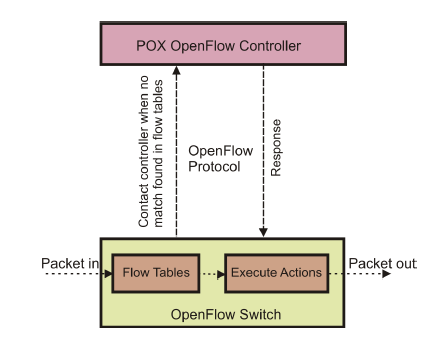 POX OpenFlow Controller
Contact controller when no
match found in flow tables
OpenFlow
Protocol
Response
Packet in
Flow Tables
Execute Actions
Packet out
OpenFlow Switch